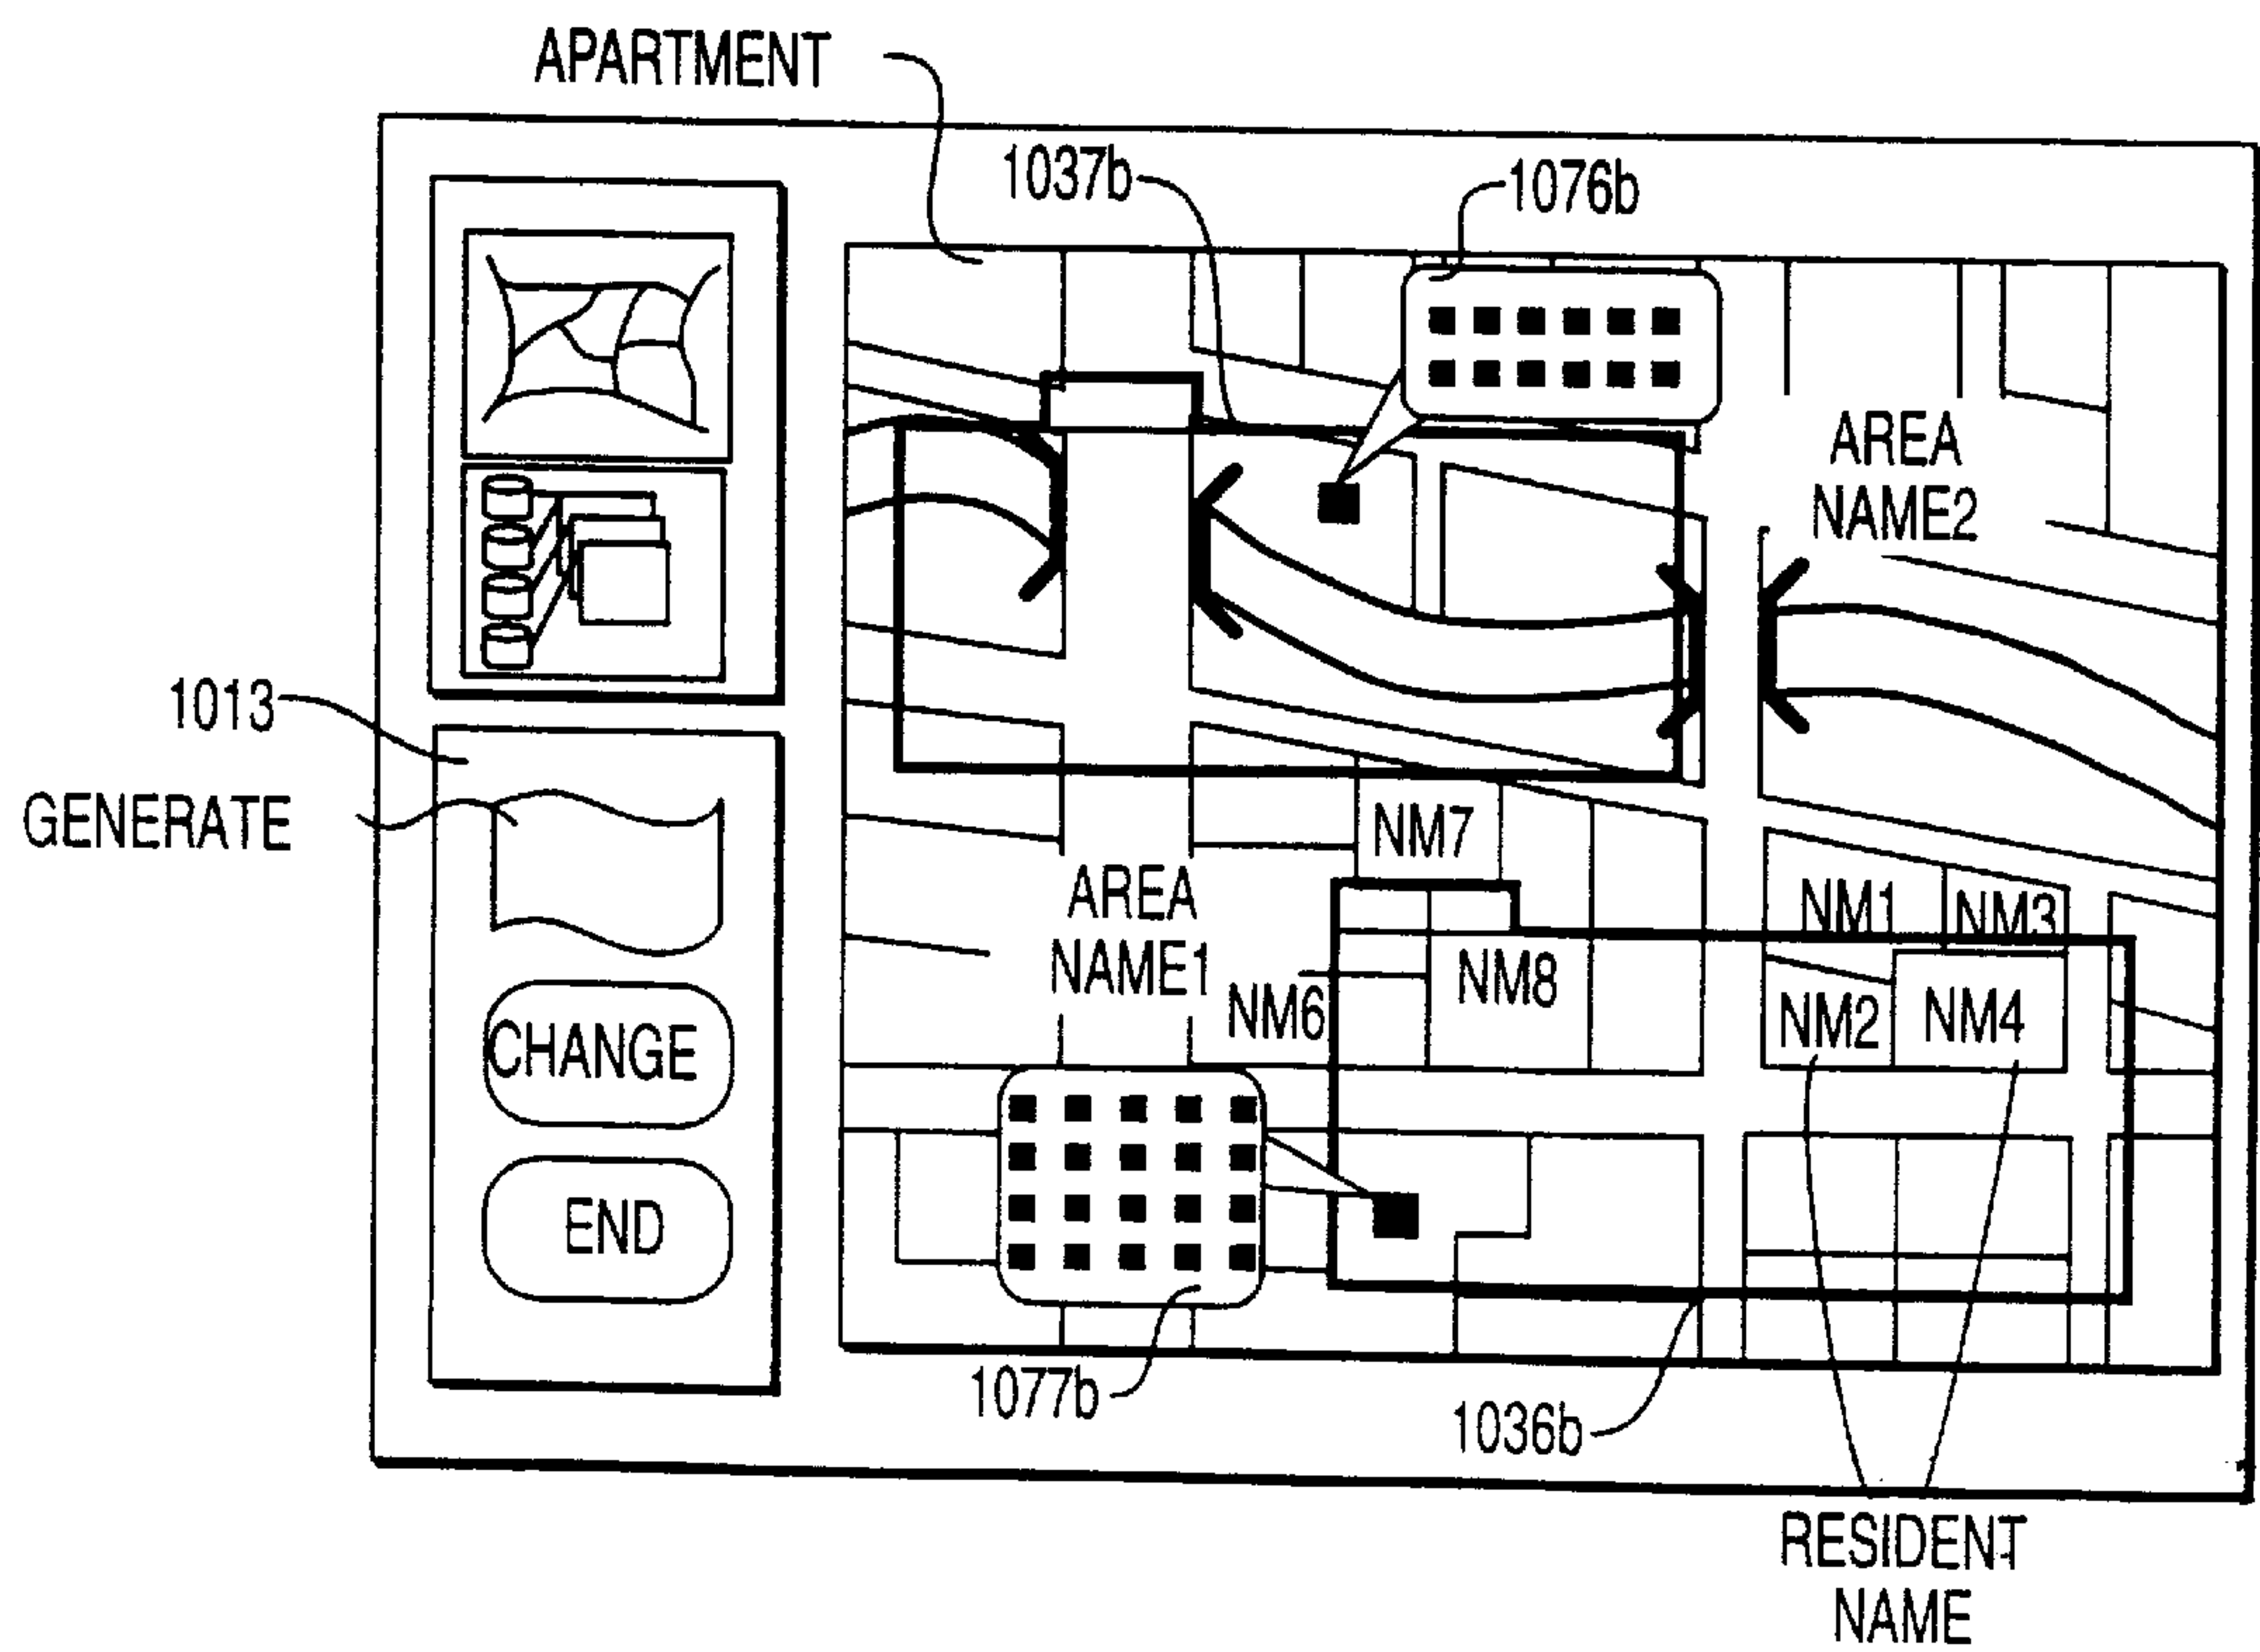 APARTMENT
1037b
1076b
AREA
NAME2
1013
GENERATE
NM7
AREA
NAME1
NM1
NM3
NM6
NM8
NM2
NM4
CHANGE
END
1077b
1036b
RESIDENT
NAME